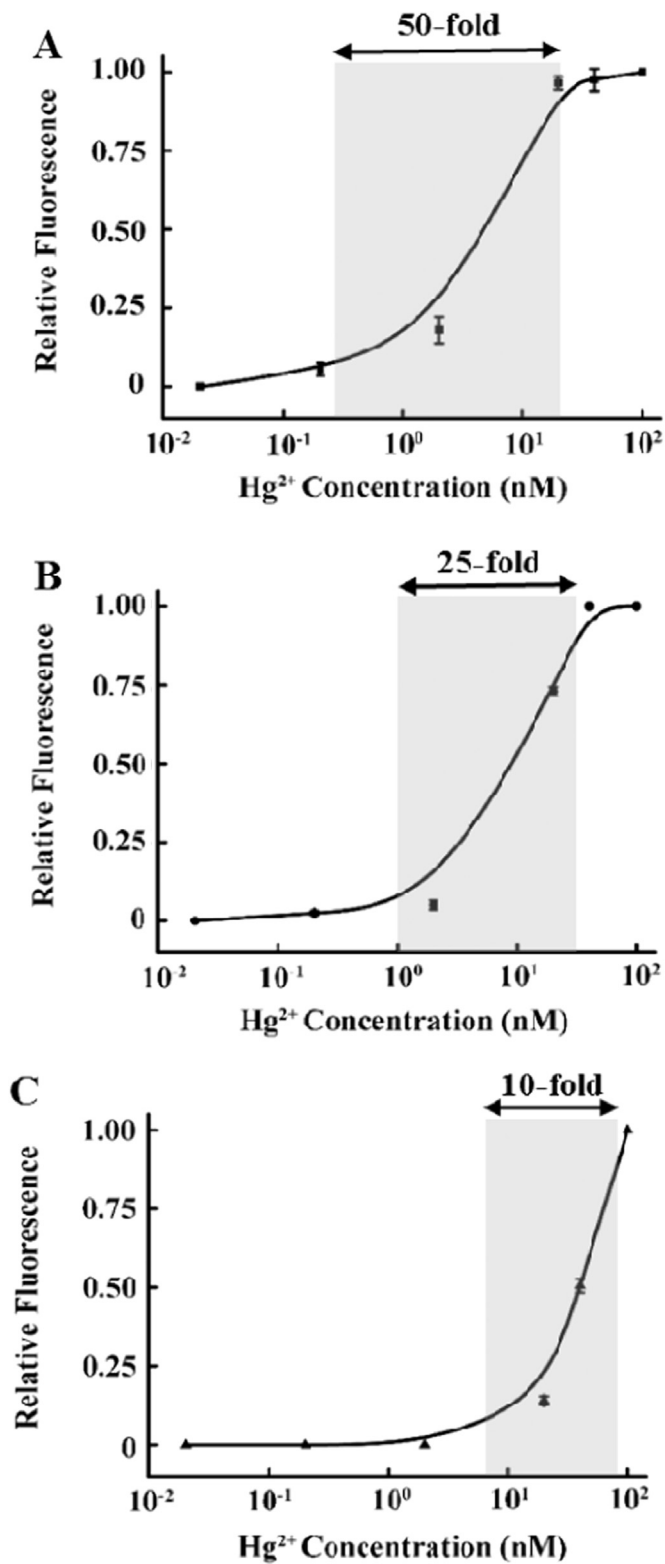 A
50-fold
1.00
0.75
0.50
0.25
0
Relative Fluorescence
10⁻² 10⁻¹ 10⁰ 10¹ 10²
Hg²⁺ Concentration (nM)
B
25-fold
1.00
0.75
0.50
0.25
0
Relative Fluorescence
10⁻² 10⁻¹ 10⁰ 10¹ 10²
Hg²⁺ Concentration (nM)
C
10-fold
1.00
0.75
0.50
0.25
0
Relative Fluorescence
10⁻² 10⁻¹ 10⁰ 10¹ 10²
Hg²⁺ Concentration (nM)